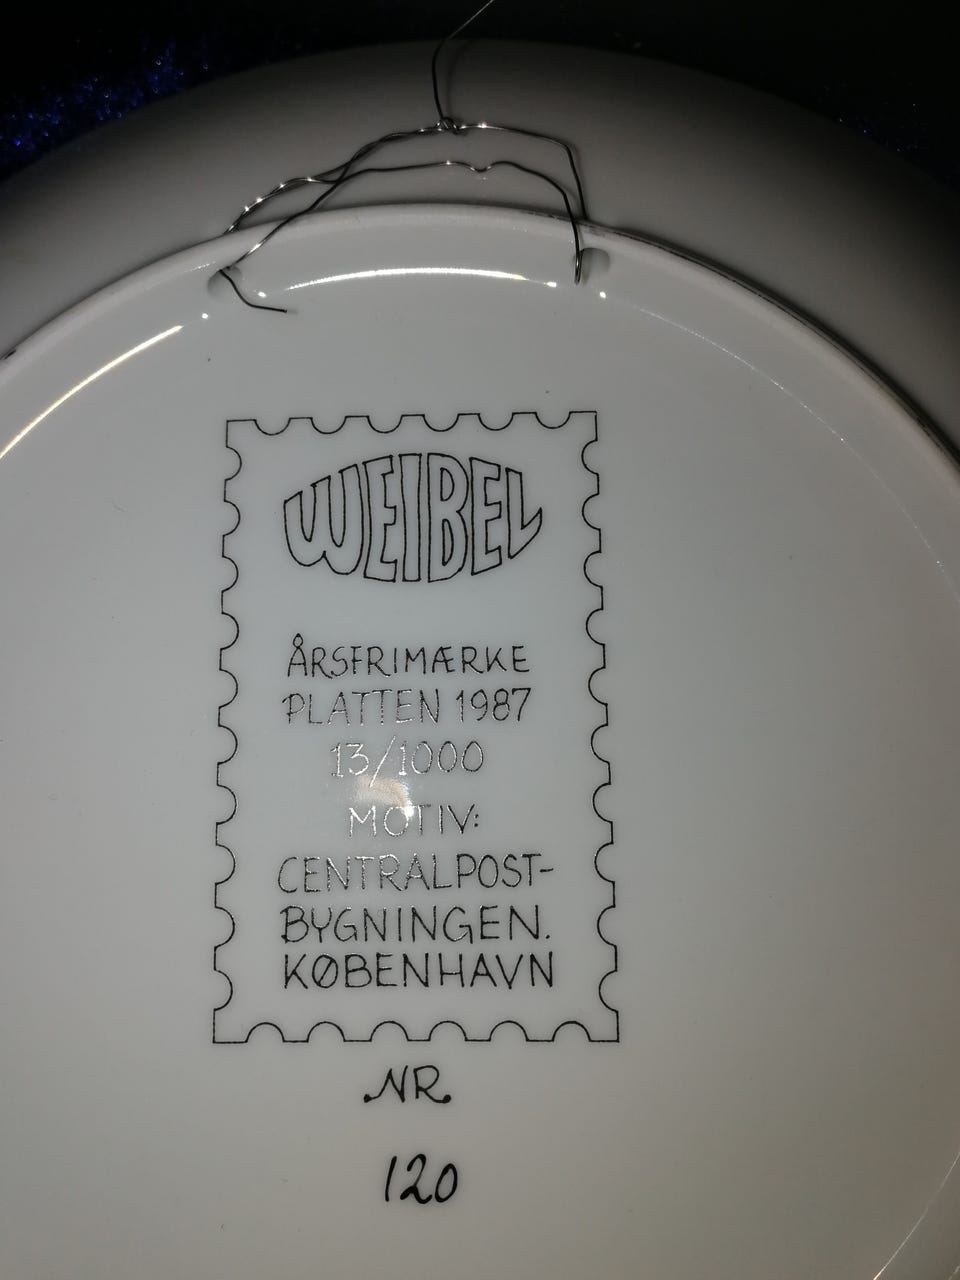 WEIBEL
ÅRSFRIMÆRKE
PLATTEN 1987
13/1000
MOTIV:
CENTRALPOST-
BYGNINGEN.
KØBENHAVN
NR.
120